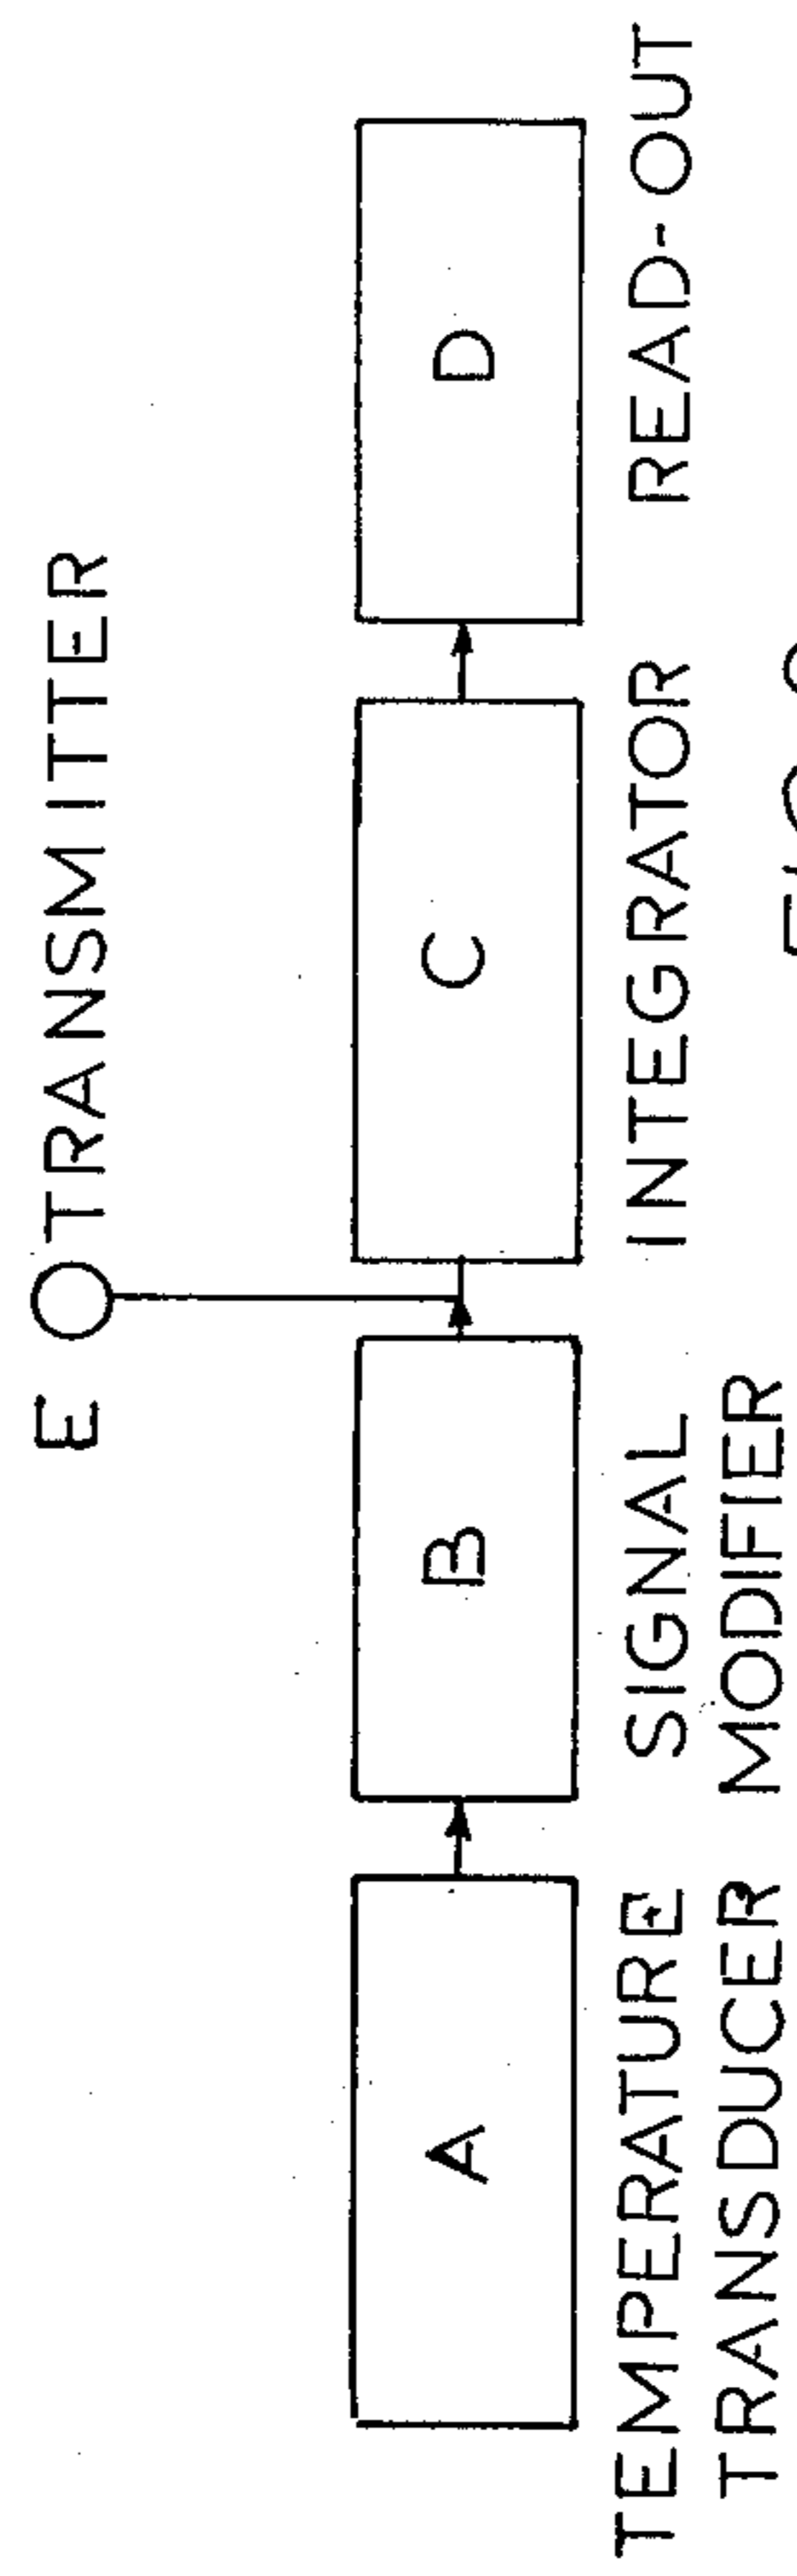 E TRANSMITTER
A
B
C
D
TEMPERATURE
TRANSDUCER
SIGNAL
MODIFIER
INTEGRATOR
READ-OUT